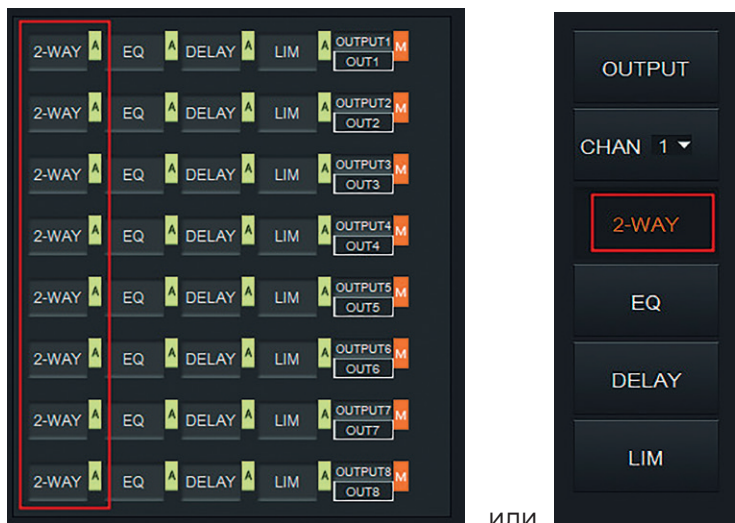 2-WAY A EQ A DELAY A LIM A OUTPUT1 M
OUT1
2-WAY A EQ A DELAY A LIM A OUTPUT2 M
OUT2
2-WAY A EQ A DELAY A LIM A OUTPUT3 M
OUT3
2-WAY A EQ A DELAY A LIM A OUTPUT4 M
OUT4
2-WAY A EQ A DELAY A LIM A OUTPUT5 M
OUT5
2-WAY A EQ A DELAY A LIM A OUTPUT6 M
OUT6
2-WAY A EQ A DELAY A LIM A OUTPUT7 M
OUT7
2-WAY A EQ A DELAY A LIM A OUTPUT8 M
OUT8
или
OUTPUT
CHAN 1
2-WAY
EQ
DELAY
LIM